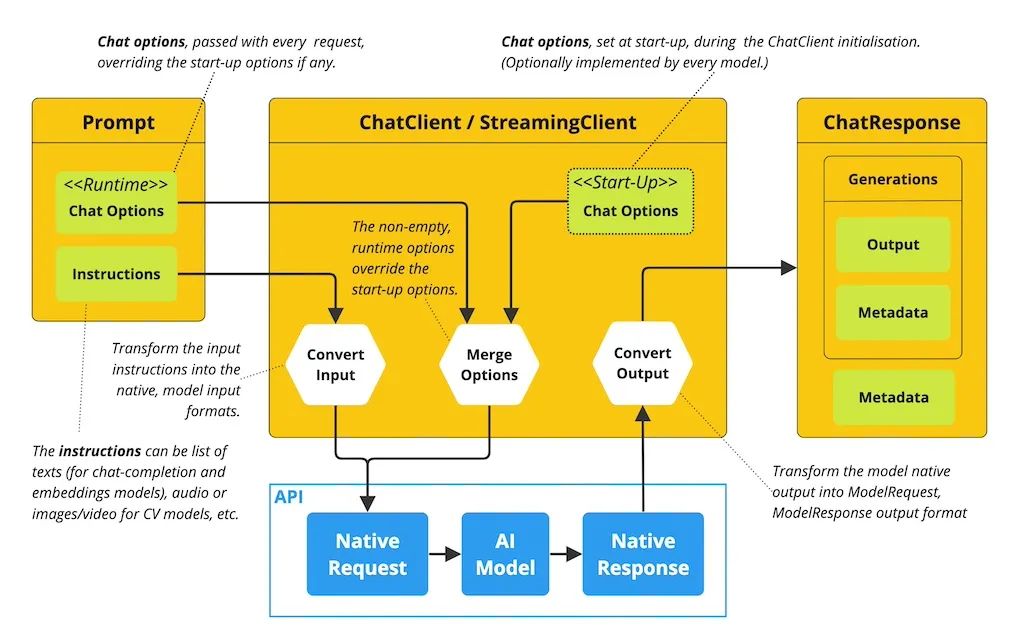 Chat options, passed with every request,
overriding the start-up options if any.
Chat options, set at start-up, during the ChatClient initialisation.
(Optionally implemented by every model.)
Prompt
<<Runtime>>
Chat Options
Instructions
ChatClient / StreamingClient
<<Start-Up>>
Chat Options
The non-empty,
runtime options
override the
start-up options.
Convert
Input
Merge
Options
Convert
Output
ChatResponse
Generations
Output
Metadata
Metadata
Transform the input
instructions into the
native, model input
formats.
The instructions can be list of
texts (for chat-completion and
embeddings models), audio or
images/video for CV models, etc.
Transform the model native
output into ModelRequest,
ModelResponse output format
API
Native
Request
AI
Model
Native
Response